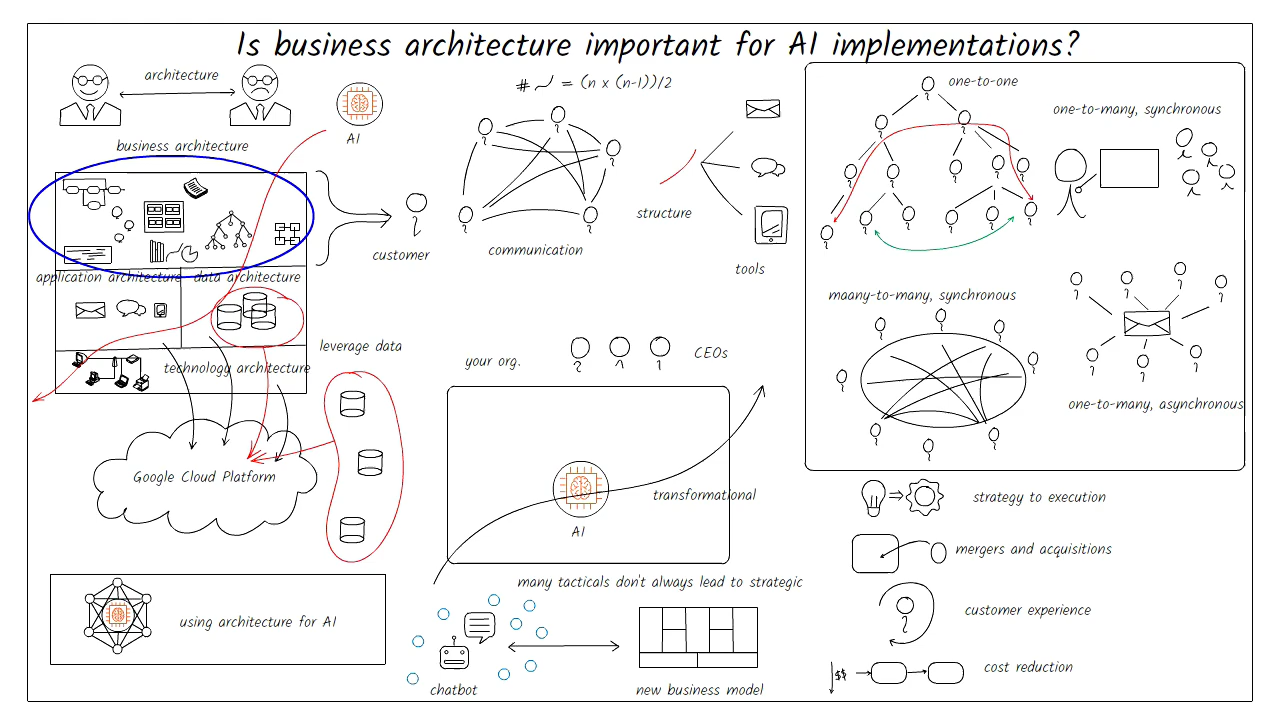 Is business architecture important for AI implementations?
architecture
AI
business architecture
application architecture
data architecture
technology architecture
customer
leverage data
Google Cloud Platform
using architecture for AI
# = (n x (n-1))/2
communication
structure
tools
your org.
CEOs
AI
transformational
many tacticals don't always lead to strategic
chatbot
new business model
one-to-one
one-to-many, synchronous
maany-to-many, synchronous
one-to-many, asynchronous
strategy to execution
mergers and acquisitions
customer experience
$$
cost reduction